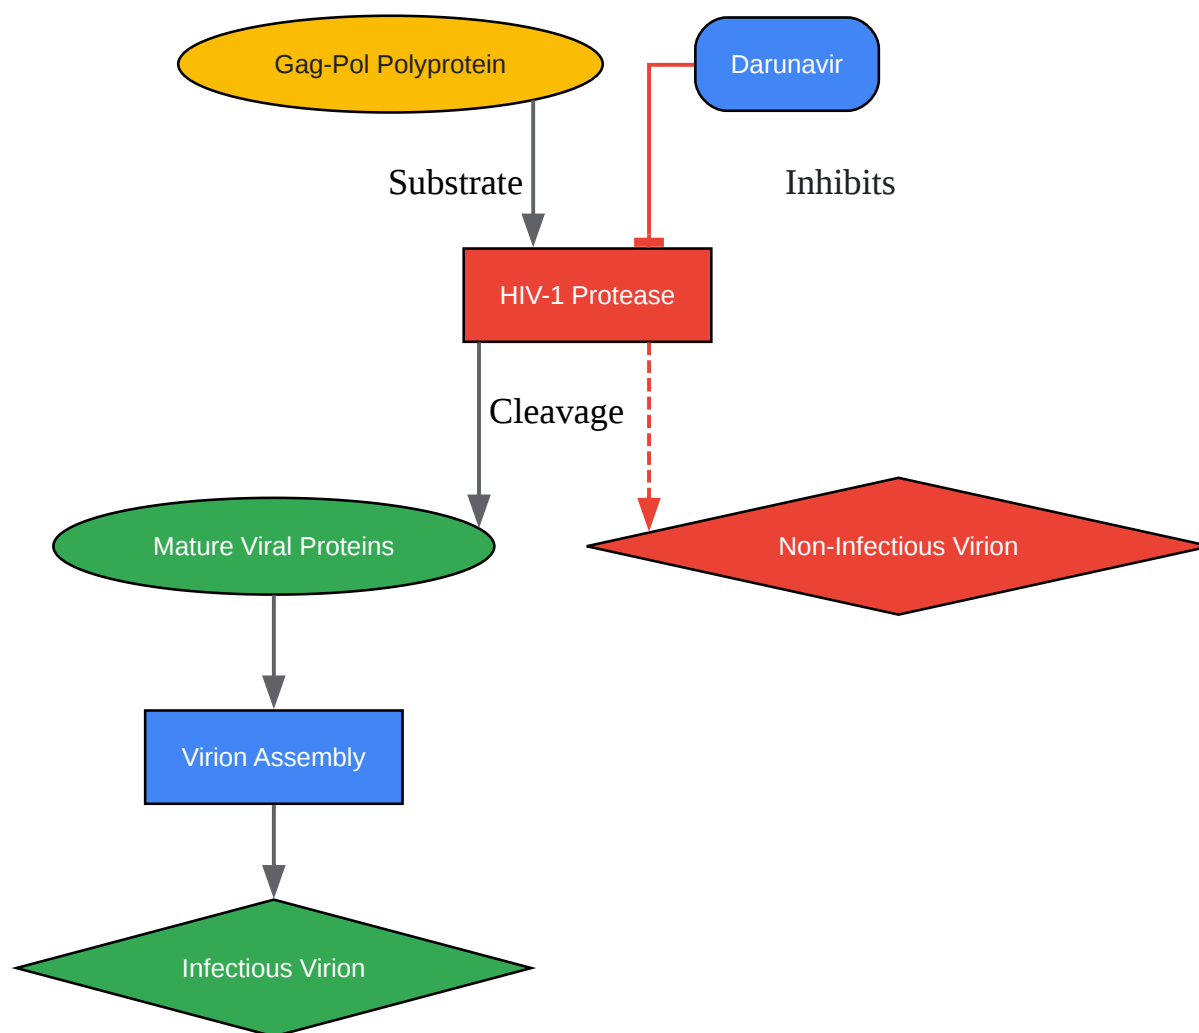 Gag-Pol Polyprotein
Darunavir
Substrate
Inhibits
HIV-1 Protease
Cleavage
Mature Viral Proteins
Non-Infectious Virion
Virion Assembly
Infectious Virion